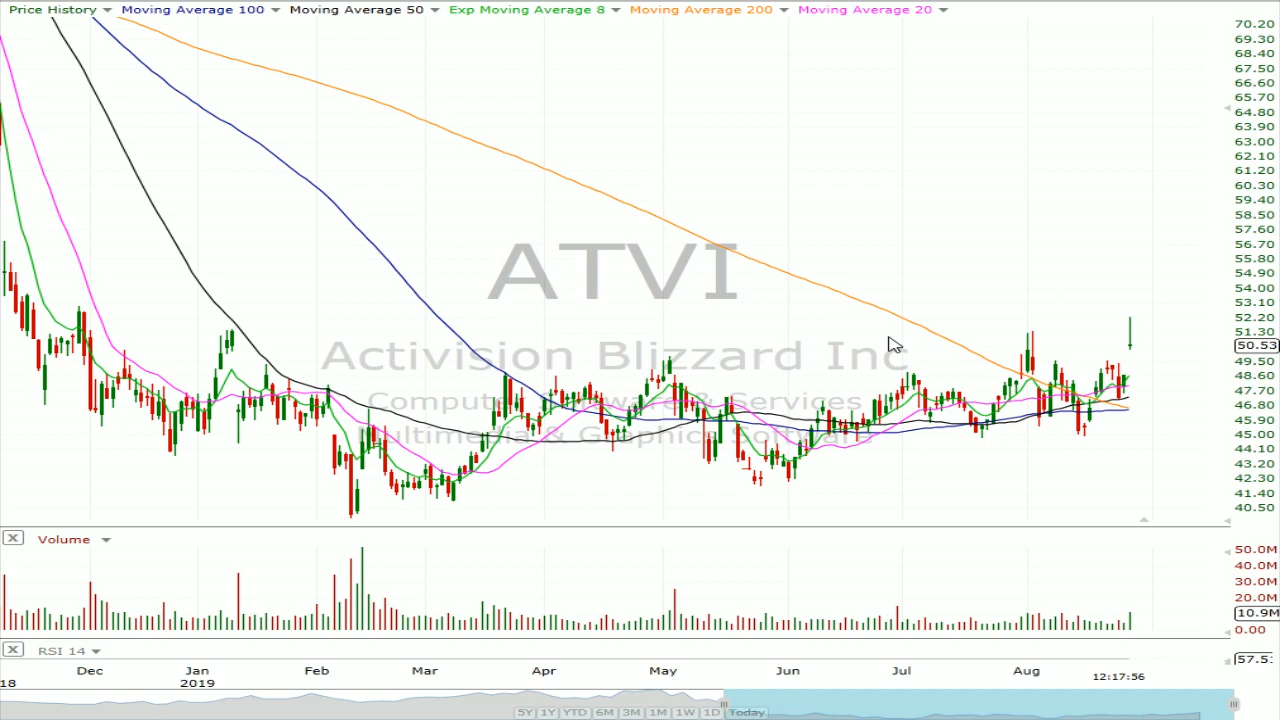 Price History Moving Average 100 Moving Average 50 Exp Moving Average 8 Moving Average 200 Moving Average 20
70.20
69.30
68.40
67.50
66.60
65.70
64.80
63.90
63.00
62.10
61.20
60.30
59.40
58.50
57.60
56.70
55.80
54.90
54.00
53.10
52.20
51.30
50.53
49.50
48.60
47.70
46.80
45.90
45.00
44.10
43.20
42.30
41.40
40.50
ATVI
Activision Blizzard Inc
Computer Software & Services
Multimedia & Graphics Software
X Volume
50.0M
40.0M
30.0M
20.0M
10.9M
0.00
X RSI 14
57.5
Dec Jan Feb Mar Apr May Jun Jul Aug
18 2019 12:17:56
5Y 1Y YTD 6M 3M 1M 1W 1D Today